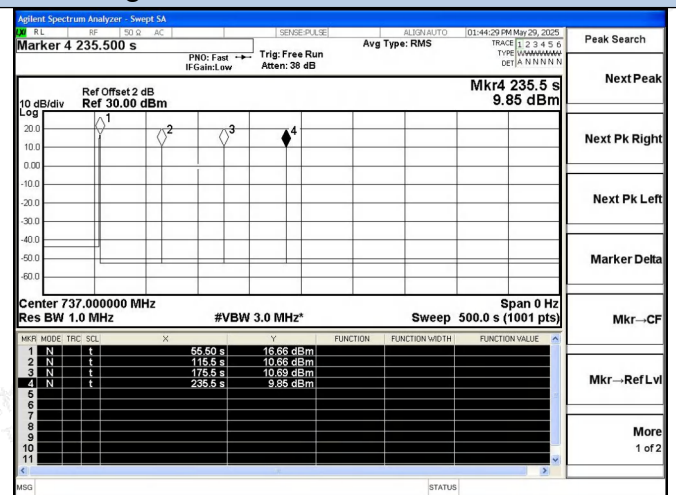 Agilent Spectrum Analyzer - Swept SA
RL RF 50 Ω AC SENSE:PULSE ALIGN AUTO 01:44:29 PM May 29, 2025
Marker 4 235.500 s
PNO: Fast
IFGain:Low
Trig: Free Run
Atten: 38 dB
Avg Type: RMS
TRACE 1 2 3 4 5 6
TYPE
DET A N N N N N
Ref Offset 2 dB
Ref 30.00 dBm
10 dB/div
Log
Mkr4 235.5 s
9.85 dBm
1
2
3
4
20.0
10.0
0.00
-10.0
-20.0
-30.0
-40.0
-50.0
-60.0
Center 737.000000 MHz
Span 0 Hz
Res BW 1.0 MHz #VBW 3.0 MHz* Sweep 500.0 s (1001 pts)
MKR MODE TRC SCL X Y FUNCTION FUNCTION WIDTH FUNCTION VALUE
1 N t 55.50 s 16.66 dBm
2 N t 115.5 s 10.66 dBm
3 N t 175.5 s 10.69 dBm
4 N t 235.5 s 9.85 dBm
5
6
7
8
9
10
11
MSG STATUS
Peak Search
Next Peak
Next Pk Right
Next Pk Left
Marker Delta
Mkr→CF
Mkr→Ref Lvl
More
1 of 2